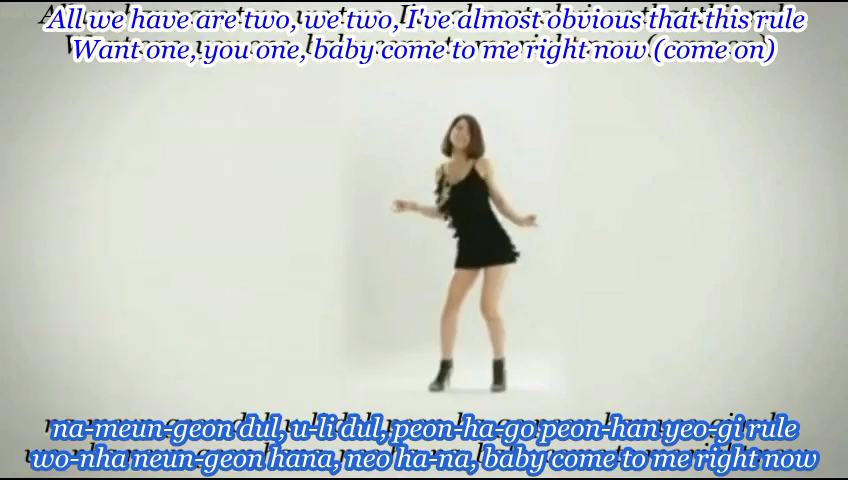 All we have are two, we two, I've almost obvious that this rule
Want one, you one, baby come to me right now (come on)
na-meun-geon dul, u-li dul, peon-ha-go peon-han yeo-gi rule
wo-nha neun-geon hana, neo ha-na, baby come to me right now